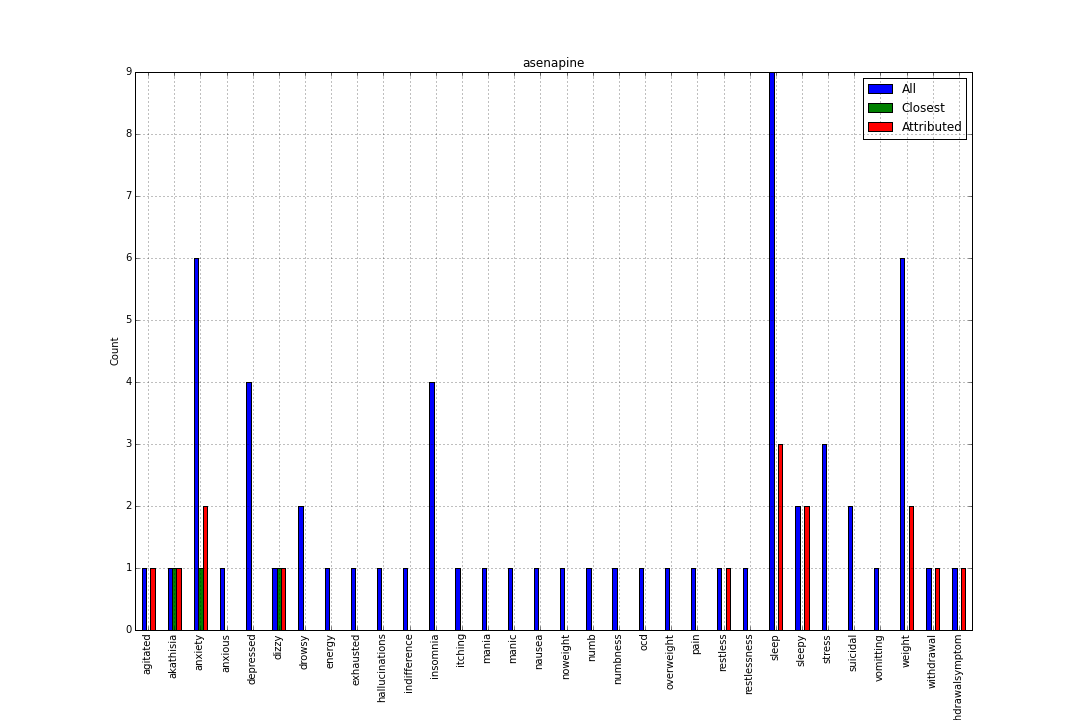 asenapine
9
8
7
6
5
4
3
2
1
0
Count
All
Closest
Attributed
agitated
akathisia
anxiety
anxious
depressed
dizzy
drowsy
energy
exhausted
hallucinations
indifference
insomnia
itching
mania
manic
nausea
noweight
numb
numbness
ocd
overweight
pain
restless
restlessness
sleep
sleepy
stress
suicidal
vomitting
weight
withdrawal
hdrawalsymptom